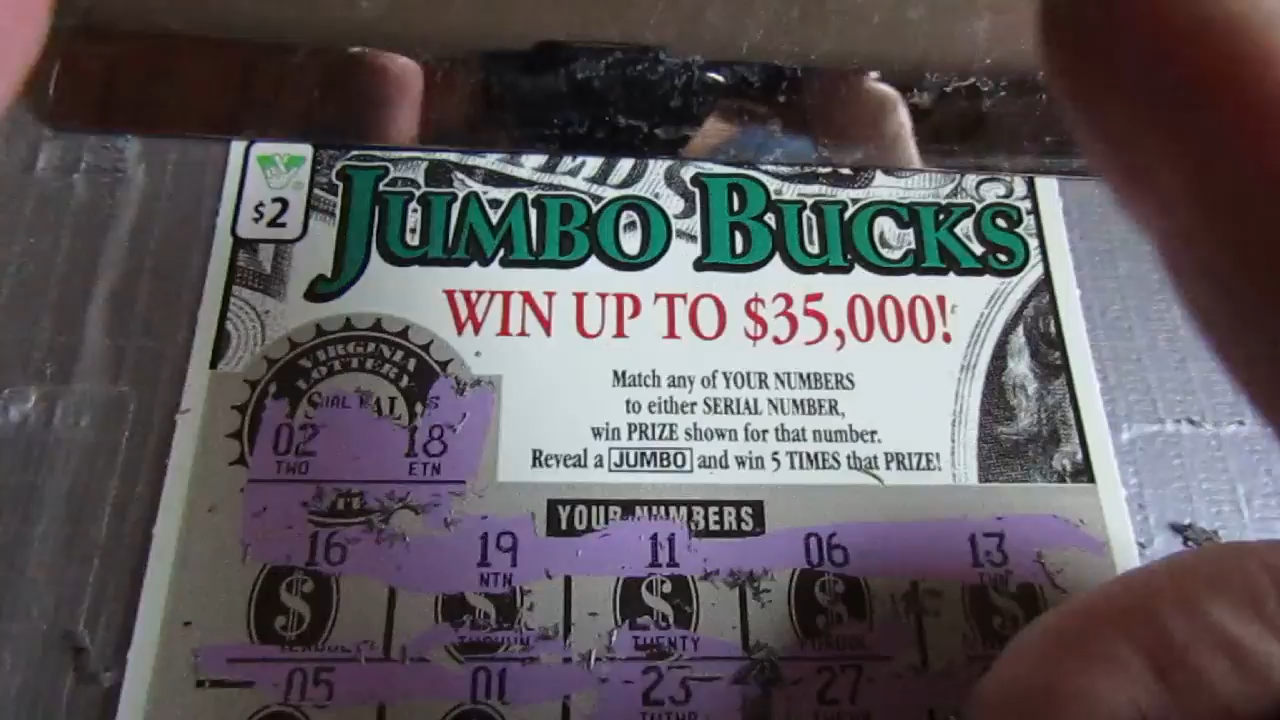 $2
JUMBO BUCKS
WIN UP TO $35,000!
VIRGINIA
LOTTERY
Match any of YOUR NUMBERS
to either SERIAL NUMBER,
win PRIZE shown for that number.
Reveal a JUMBO and win 5 TIMES that PRIZE!
02 18
TWO ETN
YOUR NUMBERS
16 19 11 06 13
NTN
$ $ $ $ $
TWENTY
05 01 23 27